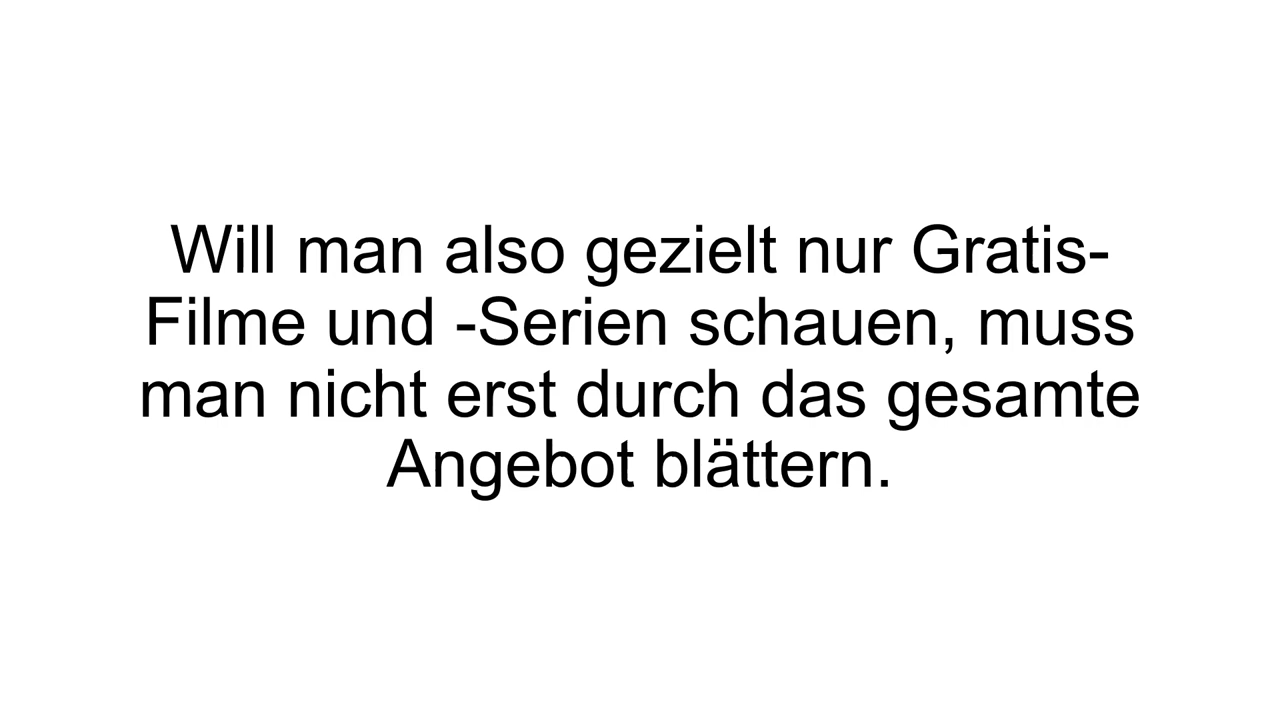 Will man also gezielt nur Gratis-
Filme und -Serien schauen, muss
man nicht erst durch das gesamte
Angebot blättern.